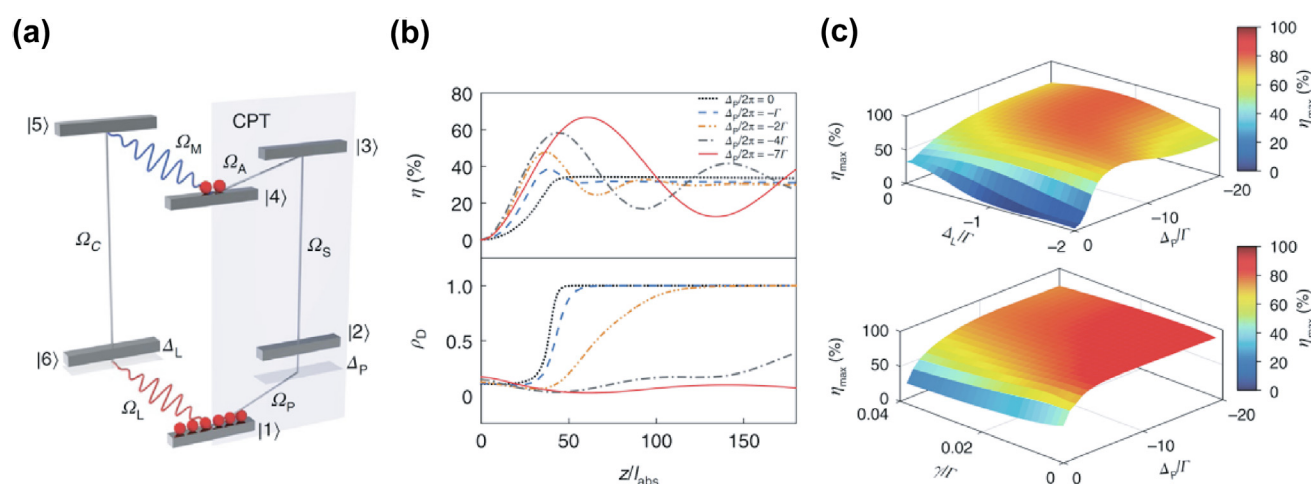 (a)
|5⟩
Ω_M
CPT
Ω_A
|3⟩
|4⟩
Ω_C
Ω_S
|6⟩
Δ_L
|2⟩
Δ_P
Ω_L
Ω_P
|1⟩
(b)
η (%)
80
60
40
20
0
Δ_P/2π = 0
Δ_P/2π = −Γ
Δ_P/2π = −2Γ
Δ_P/2π = −4Γ
Δ_P/2π = −7Γ
ρ_D
1.0
0.5
0
0 50 100 150
z/l_abs
(c)
η_max (%)
100
50
0
0
-1
-2
Δ_L/Γ
0
-10
-20
Δ_P/Γ
100
80
60
40
20
0
η_max (%)
η_max (%)
100
50
0
0.04
0.02
0
γ/Γ
0
-10
-20
Δ_P/Γ
100
80
60
40
20
0
η_max (%)